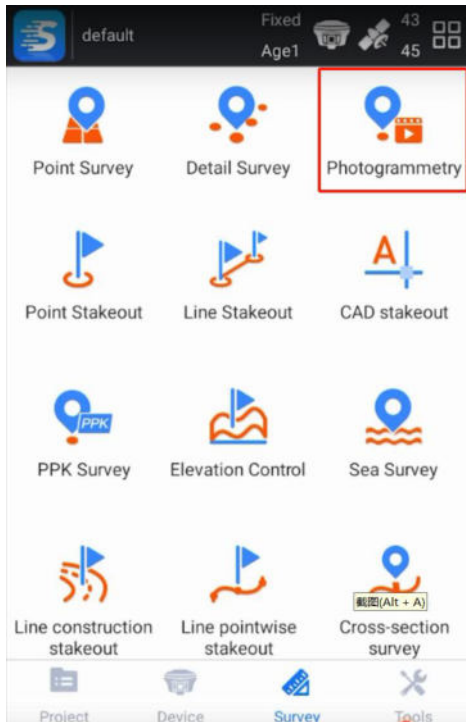 default
Fixed
Age1
43
45
Point Survey
Detail Survey
Photogrammetry
Point Stakeout
Line Stakeout
A
CAD stakeout
PPK
PPK Survey
Elevation Control
Sea Survey
截图(Alt + A)
Line construction
stakeout
Line pointwise
stakeout
Cross-section
survey
Project
Device
Survey
Tools